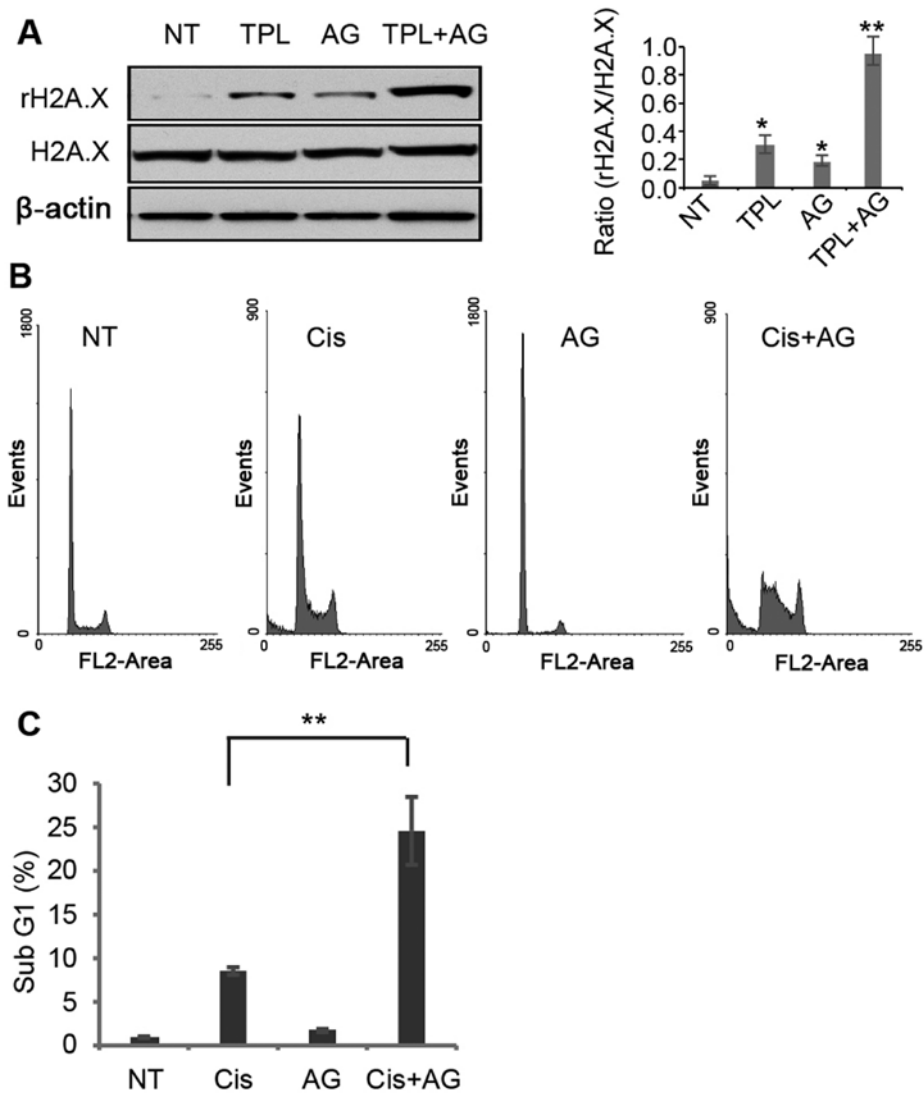 A
NT TPL AG TPL+AG
rH2A.X
H2A.X
β-actin
Ratio (rH2A.X/H2A.X)
1.0
0.8
0.6
0.4
0.2
0.0
* * **
NT TPL AG TPL+AG
B
1800 900 1800 900
NT Cis AG Cis+AG
Events Events Events Events
0 0 0 0
0 255 0 255 0 255 0 255
FL2-Area FL2-Area FL2-Area FL2-Area
C
**
Sub G1 (%)
30
25
20
15
10
5
0
NT Cis AG Cis+AG